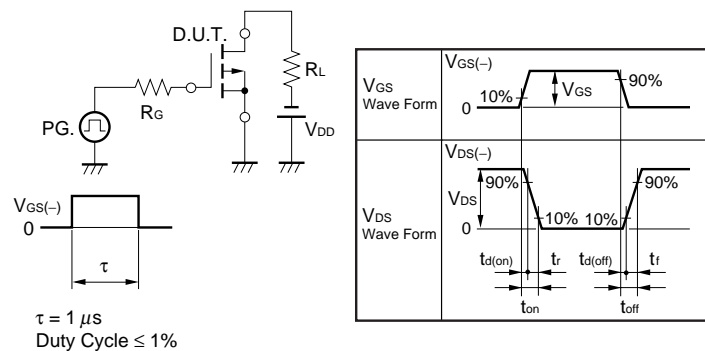 D.U.T.
RL
RG
PG.
VDD
VGS(−)
0
τ
τ = 1 μs
Duty Cycle ≤ 1%
VGS
Wave Form
VGS(−)
10%
0
VGS
90%
VDS
Wave Form
VDS(−)
90%
VDS
0
10%
10%
90%
td(on)
tr
td(off)
tf
ton
toff